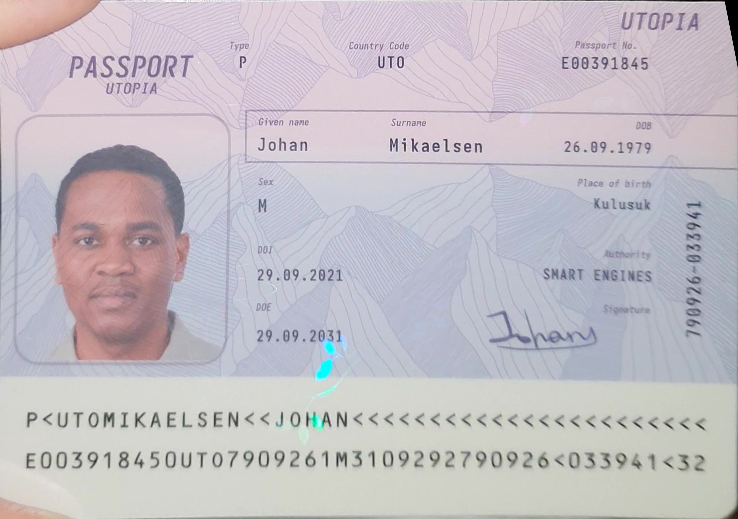 UTOPIA
PASSPORT
UTOPIA
Type
P
Country Code
UTO
Passport No.
E00391845
Given name
Johan
Surname
Mikaelsen
DOB
26.09.1979
Sex
M
Place of birth
Kulusuk
DOI
29.09.2021
Authority
SMART ENGINES
DOE
29.09.2031
Signature
Johans
790926-033941
P<UTOMIKAELSEN<<JOHAN<<<<<<<<<<<<<<<<<<<<<<<
E003918450UTO7909261M3109292790926<033941<32